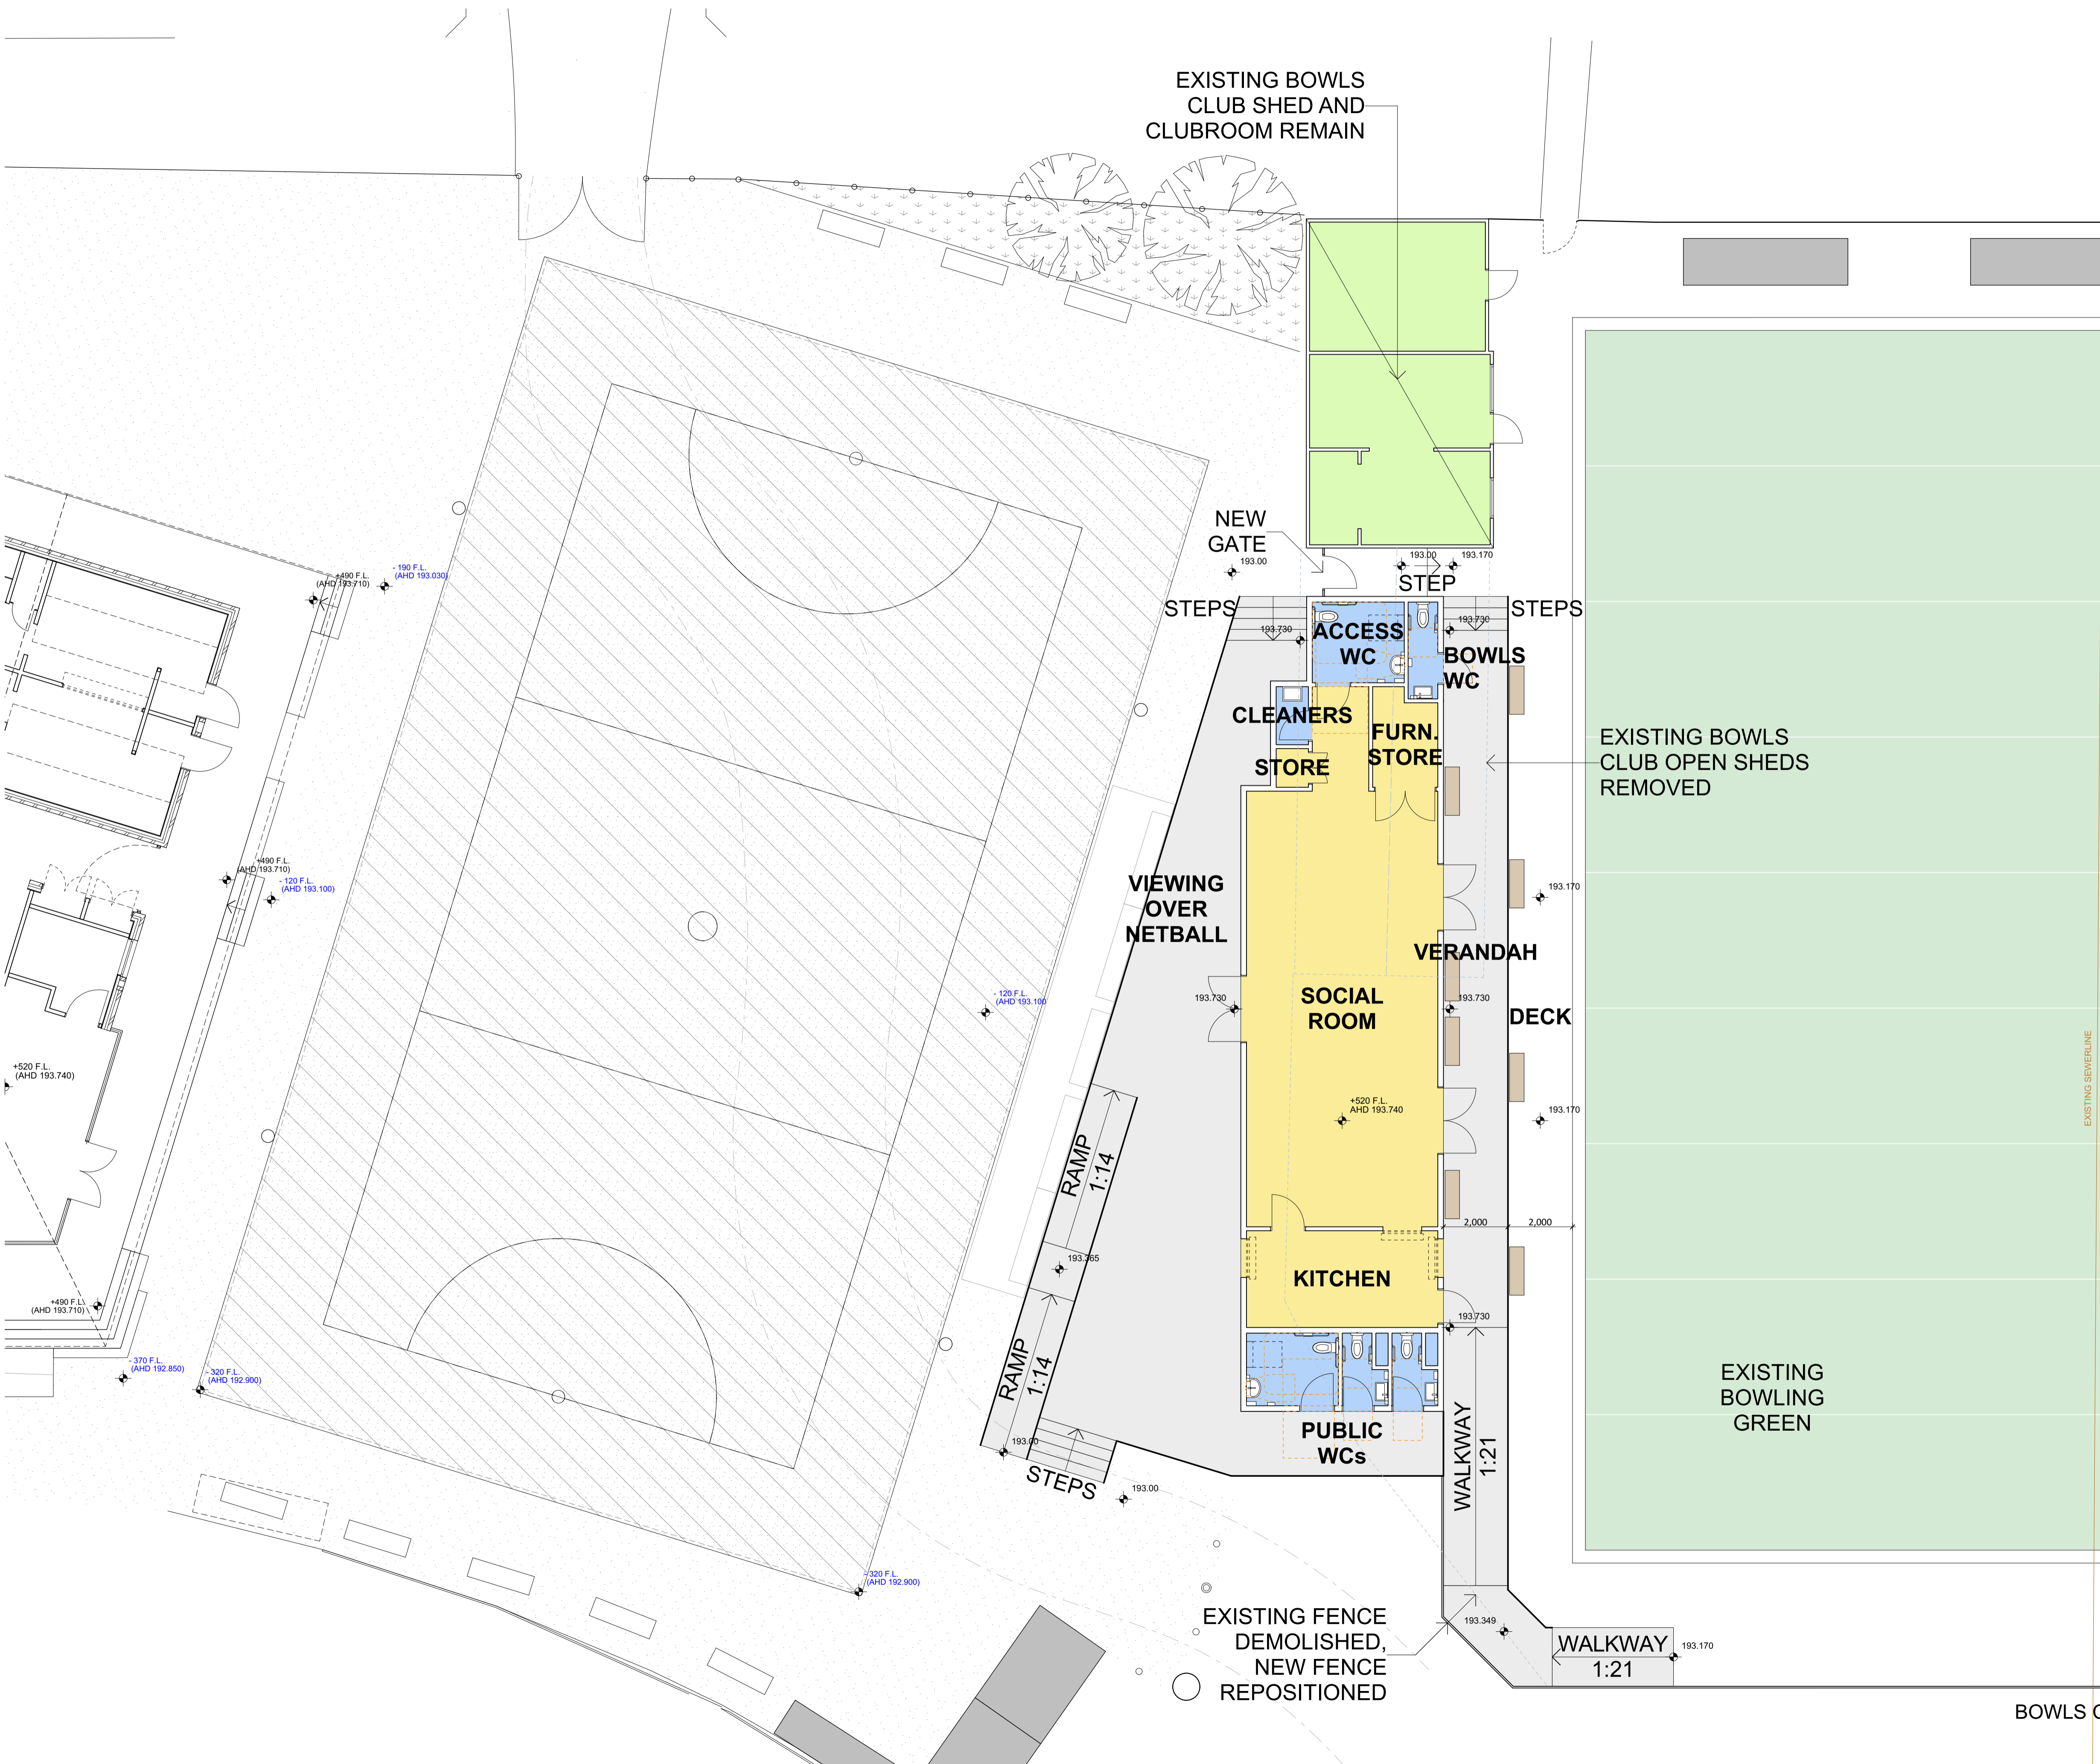 EXISTING BOWLS
CLUB SHED AND
CLUBROOM REMAIN
NEW
GATE
193.00
193.00
193.170
STEP
- 190 F.L.
(AHD 193.030)
+490 F.L.
(AHD 193.710)
STEPS
STEPS
193.730
ACCESS
WC
193.730
BOWLS
WC
CLEANERS
FURN.
STORE
STORE
EXISTING BOWLS
CLUB OPEN SHEDS
REMOVED
+490 F.L.
(AHD 193.710)
- 120 F.L.
(AHD 193.100)
VIEWING
OVER
NETBALL
193.170
VERANDAH
- 120 F.L.
(AHD 193.100
193.730
SOCIAL
ROOM
193.730
DECK
+520 F.L.
(AHD 193.740)
+520 F.L.
AHD 193.740
193.170
EXISTING SEWERLINE
RAMP
1:14
2,000
2,000
193.365
KITCHEN
+490 F.L.
(AHD 193.710)
193.730
- 370 F.L.
(AHD 192.850)
- 320 F.L.
(AHD 192.900)
RAMP
1:14
EXISTING
BOWLING
GREEN
PUBLIC
WCs
WALKWAY
1:21
193.00
STEPS
193.00
- 320 F.L.
(AHD 192.900)
EXISTING FENCE
DEMOLISHED,
NEW FENCE
REPOSITIONED
193.349
WALKWAY
1:21
193.170
BOWLS